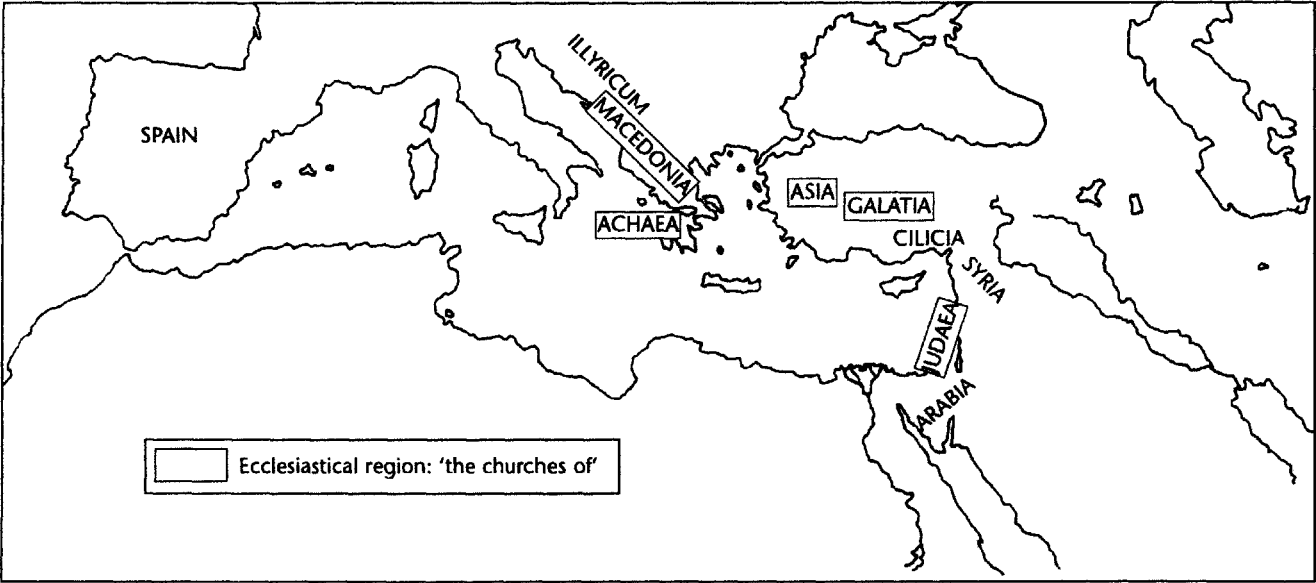 ILLYRICUM
MACEDONIA
SPAIN
ASIA
GALATIA
ACHAEA
CILICIA
SYRIA
JUDAEA
ARABIA
Ecclesiastical region: ‘the churches of’